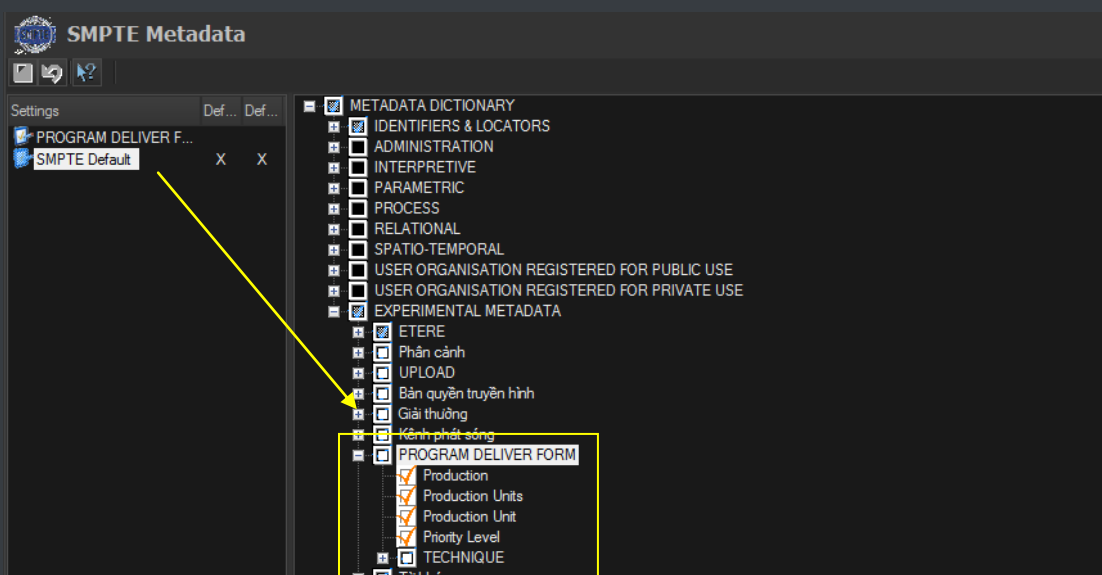 SMPTE Metadata
Settings Def... Def...
PROGRAM DELIVER F...
SMPTE Default X X
METADATA DICTIONARY
IDENTIFIERS & LOCATORS
ADMINISTRATION
INTERPRETIVE
PARAMETRIC
PROCESS
RELATIONAL
SPATIO-TEMPORAL
USER ORGANISATION REGISTERED FOR PUBLIC USE
USER ORGANISATION REGISTERED FOR PRIVATE USE
EXPERIMENTAL METADATA
ETERE
Phân cảnh
UPLOAD
Bản quyền truyền hình
Giải thưởng
Kênh phát sóng
PROGRAM DELIVER FORM
Production
Production Units
Production Unit
Priority Level
TECHNIQUE